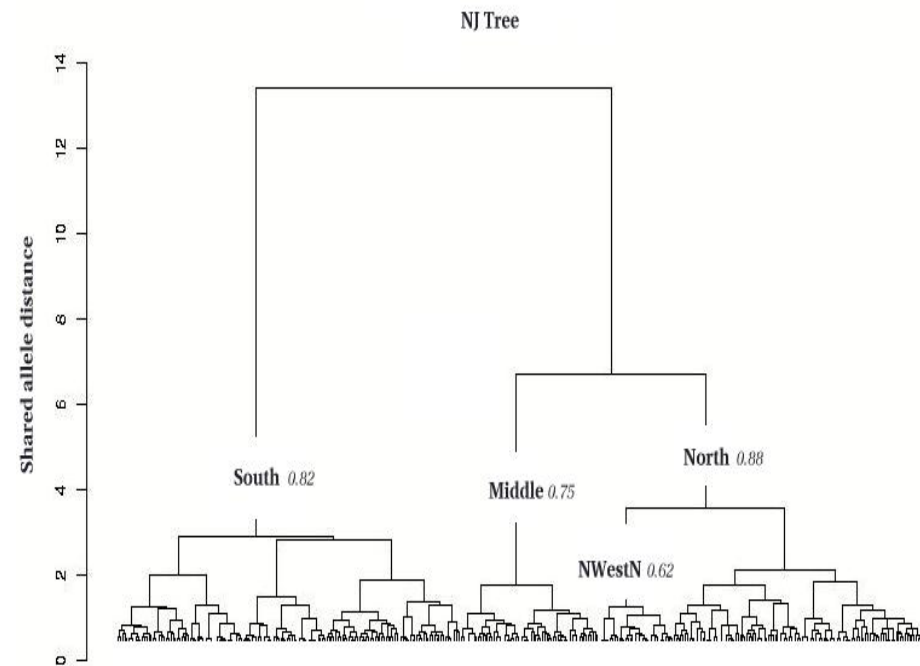 NJ Tree
Shared allele distance
14
12
10
8
6
4
2
0
South 0.82
Middle 0.75
North 0.88
NWestN 0.62